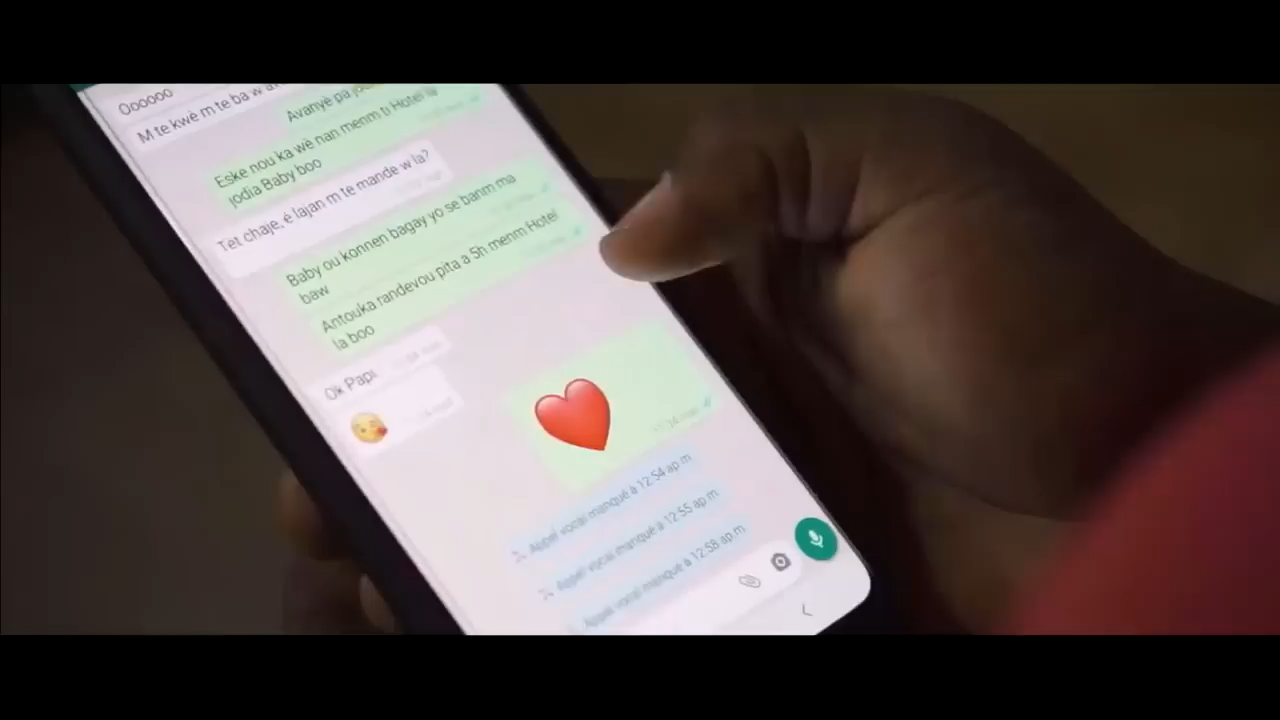 Oooooo
M te kwè m te ba w
Avanyè pa
Eske nou ka wè nan menm ti Hotel la
jodia Baby boo
Tèt chaje, é lajan m te mande w la?
Baby ou konnen bagay yo se banm ma
baw
Antouka randevou pita a 5h menm Hotel
la boo
Ok Papi
Appel vocal manqué à 12:54 ap m
Appel vocal manqué à 12:55 ap m
Appel vocal manqué à 12:58 ap m